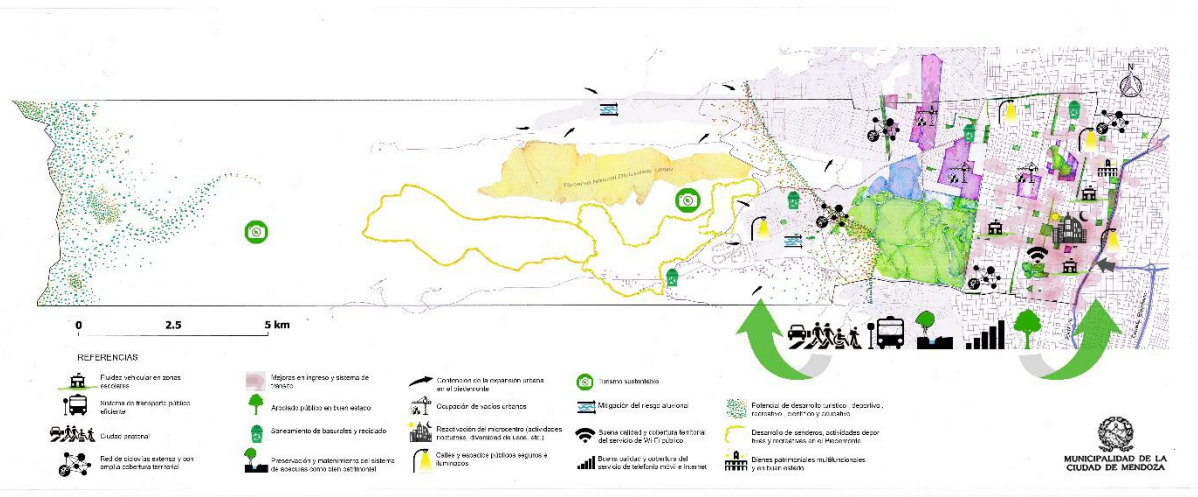 N
Reserva Natural Divisadero Largo
0 2.5 5 km
REFERENCIAS
Fluidez vehicular en zonas
escolares
Sistema de transporte público
eficiente
Ciudad peatonal
Red de ciclovías extensa y con
amplia cobertura territorial
Mejoras en ingreso y sistema de
tránsito
Arbolado público en buen estado
Saneamiento de basurales y reciclado
Preservación y matenimiento del sistema
de acequias como bien patrimonial
Contención de la expansión urbana
en el piedemonte
Ocupación de vacíos urbanos
Reactivación del microcentro (actividades
nocturnas, diversidad de usos, etc.)
Calles y espacios públicos seguros e
iluminados
Turismo sustentable
Mitigación del riesgo aluvional
Buena calidad y cobertura territorial
del servicio de Wi Fi público
Buena calidad y cobertura del
servicio de telefonía móvil e Internet
Potencial de desarrollo turístico , deportivo ,
recreativo , científico y educativo
Desarrollo de senderos, actividades depor
tivas y recreativas en el Piedemonte
Bienes patrimoniales multifuncionales
y en buen estado
MUNICIPALIDAD DE LA
CIUDAD DE MENDOZA